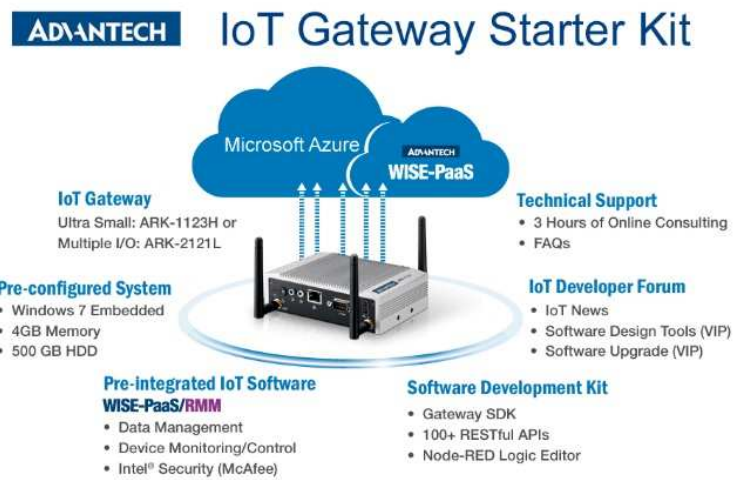 ADVANTECH IoT Gateway Starter Kit
Microsoft Azure
ADVANTECH
WISE-PaaS
IoT Gateway
Ultra Small: ARK-1123H or
Multiple I/O: ARK-2121L
Pre-configured System
• Windows 7 Embedded
• 4GB Memory
• 500 GB HDD
Pre-integrated IoT Software
WISE-PaaS/RMM
• Data Management
• Device Monitoring/Control
• Intel® Security (McAfee)
Technical Support
• 3 Hours of Online Consulting
• FAQs
IoT Developer Forum
• IoT News
• Software Design Tools (VIP)
• Software Upgrade (VIP)
Software Development Kit
• Gateway SDK
• 100+ RESTful APIs
• Node-RED Logic Editor